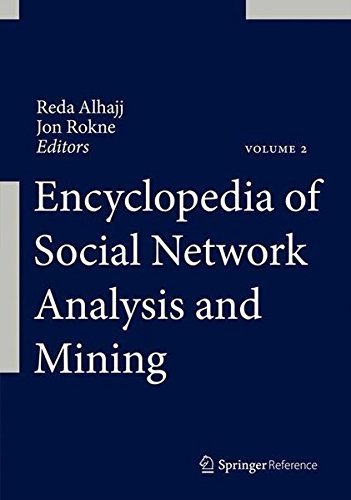 Reda Alhajj
Jon Rokne
Editors
VOLUME 2
Encyclopedia of
Social Network
Analysis and
Mining
Springer Reference